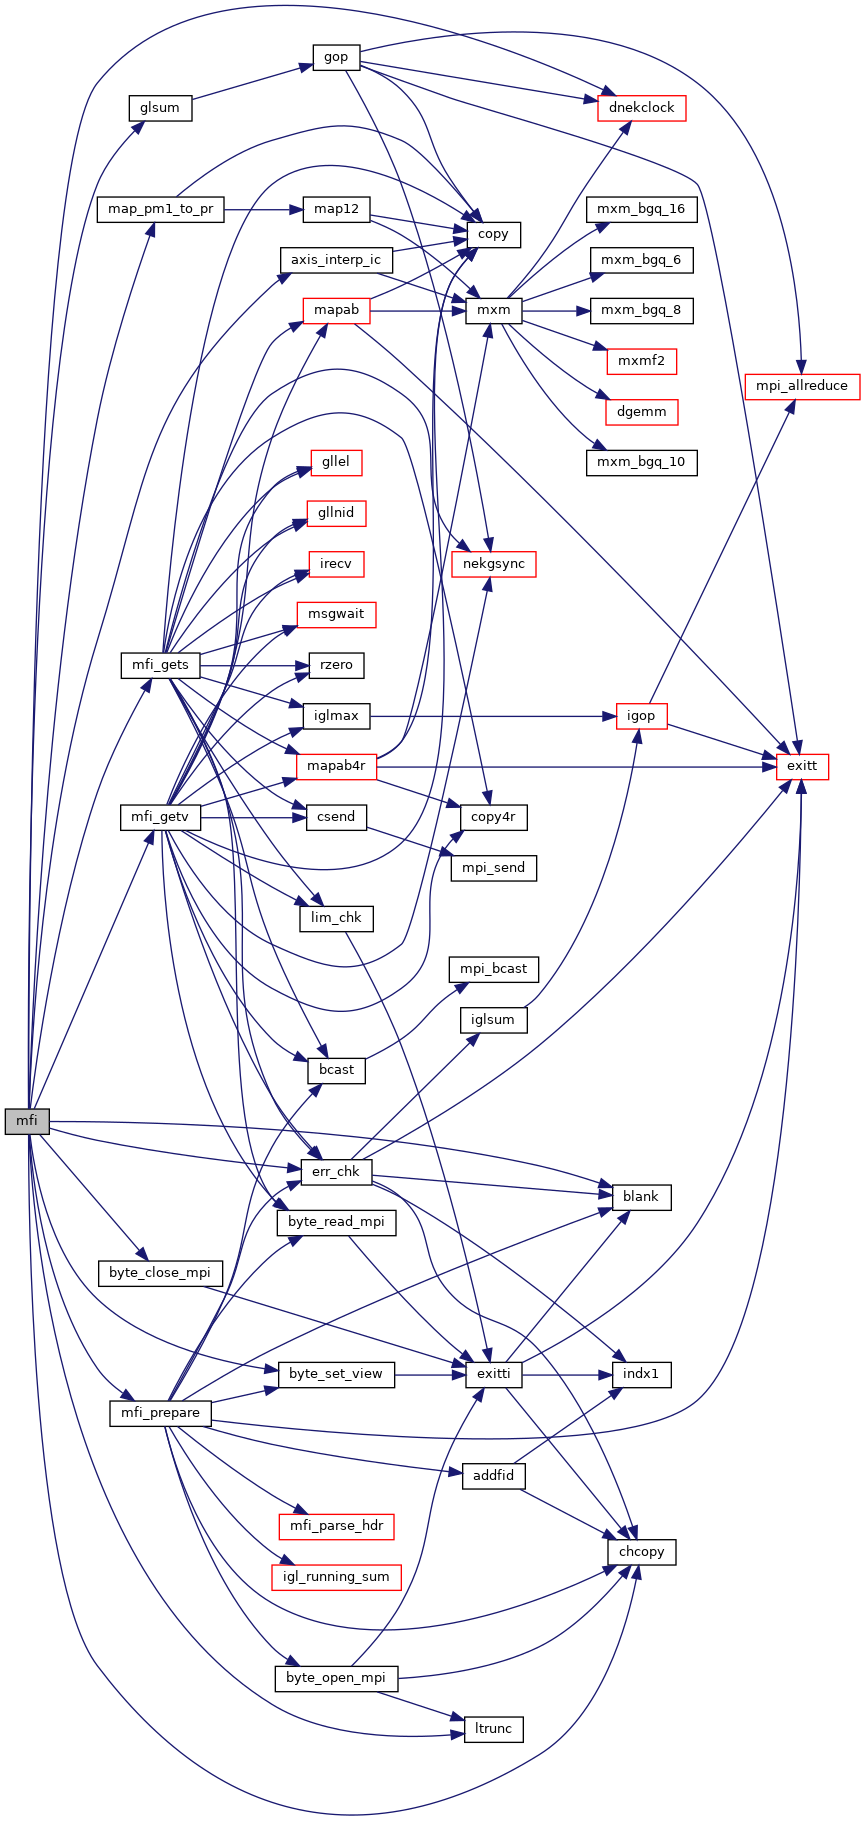 gop
dnekclock
glsum
map_pm1_to_pr
map12
mxm_bgq_16
copy
axis_interp_ic
mxm_bgq_6
mapab
mxm
mxm_bgq_8
mxmf2
mpi_allreduce
dgemm
gllel
mxm_bgq_10
gllnid
irecv
nekgsync
msgwait
mfi_gets
rzero
iglmax
igop
mapab4r
exitt
mfi_getv
csend
copy4r
mpi_send
lim_chk
mpi_bcast
iglsum
bcast
mfi
err_chk
blank
byte_read_mpi
byte_close_mpi
byte_set_view
exitti
indx1
mfi_prepare
addfid
mfi_parse_hdr
chcopy
igl_running_sum
byte_open_mpi
ltrunc